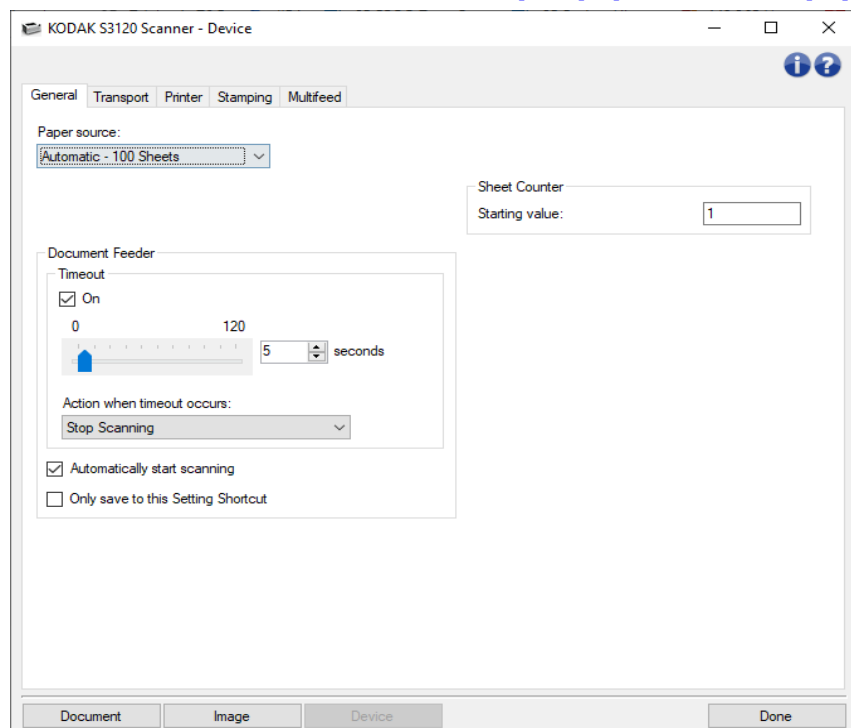 KODAK S3120 Scanner - Device
General Transport Printer Stamping Multifeed
Paper source:
Automatic - 100 Sheets
Sheet Counter
Starting value: 1
Document Feeder
Timeout
On
0 120
5 seconds
Action when timeout occurs:
Stop Scanning
Automatically start scanning
Only save to this Setting Shortcut
Document Image Device Done